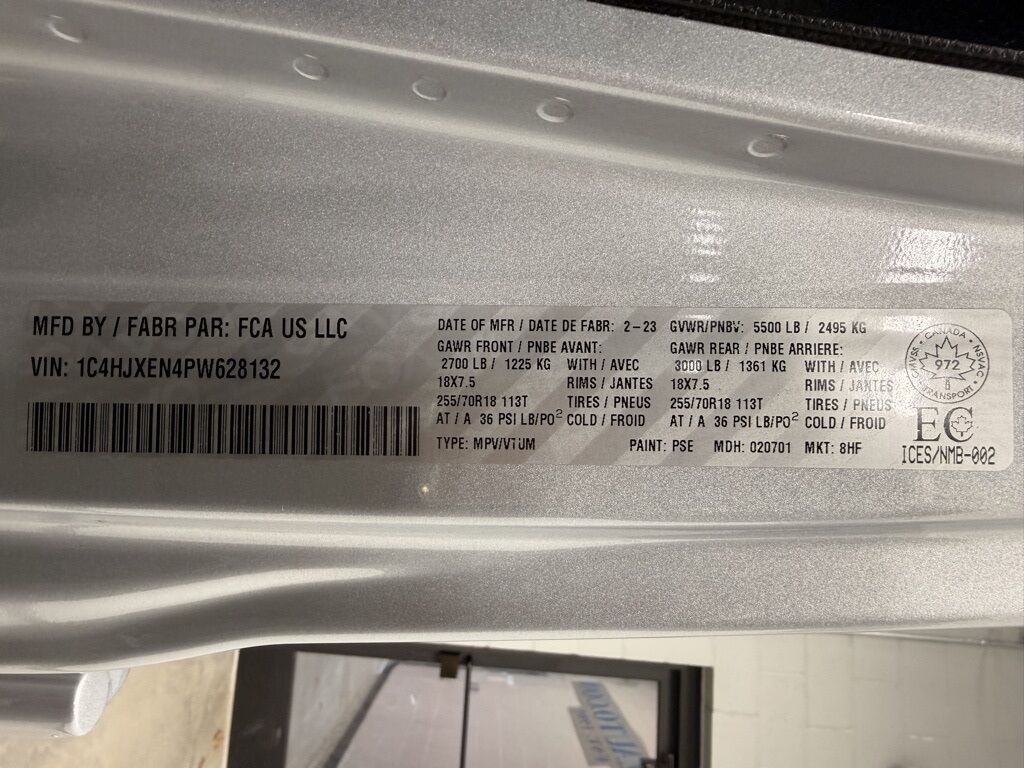 MFD BY / FABR PAR: FCA US LLC
VIN: 1C4HJXEN4PW628132
DATE OF MFR / DATE DE FABR: 2-23
GAWR FRONT / PNBE AVANT:
2700 LB / 1225 KG WITH / AVEC
18X7.5 RIMS / JANTES
255/70R18 113T TIRES / PNEUS
AT / A 36 PSI LB/PO² COLD / FROID
GVWR/PNBV: 5500 LB / 2495 KG
GAWR REAR / PNBE ARRIERE:
3000 LB / 1361 KG WITH / AVEC
18X7.5 RIMS / JANTES
255/70R18 113T TIRES / PNEUS
AT / A 36 PSI LB/PO² COLD / FROID
TYPE: MPV/VTUM PAINT: PSE MDH: 020701 MKT: 8HF
CANADA
MVSS NSVAC
972
TRANSPORT
EC
ICES/NMB-002